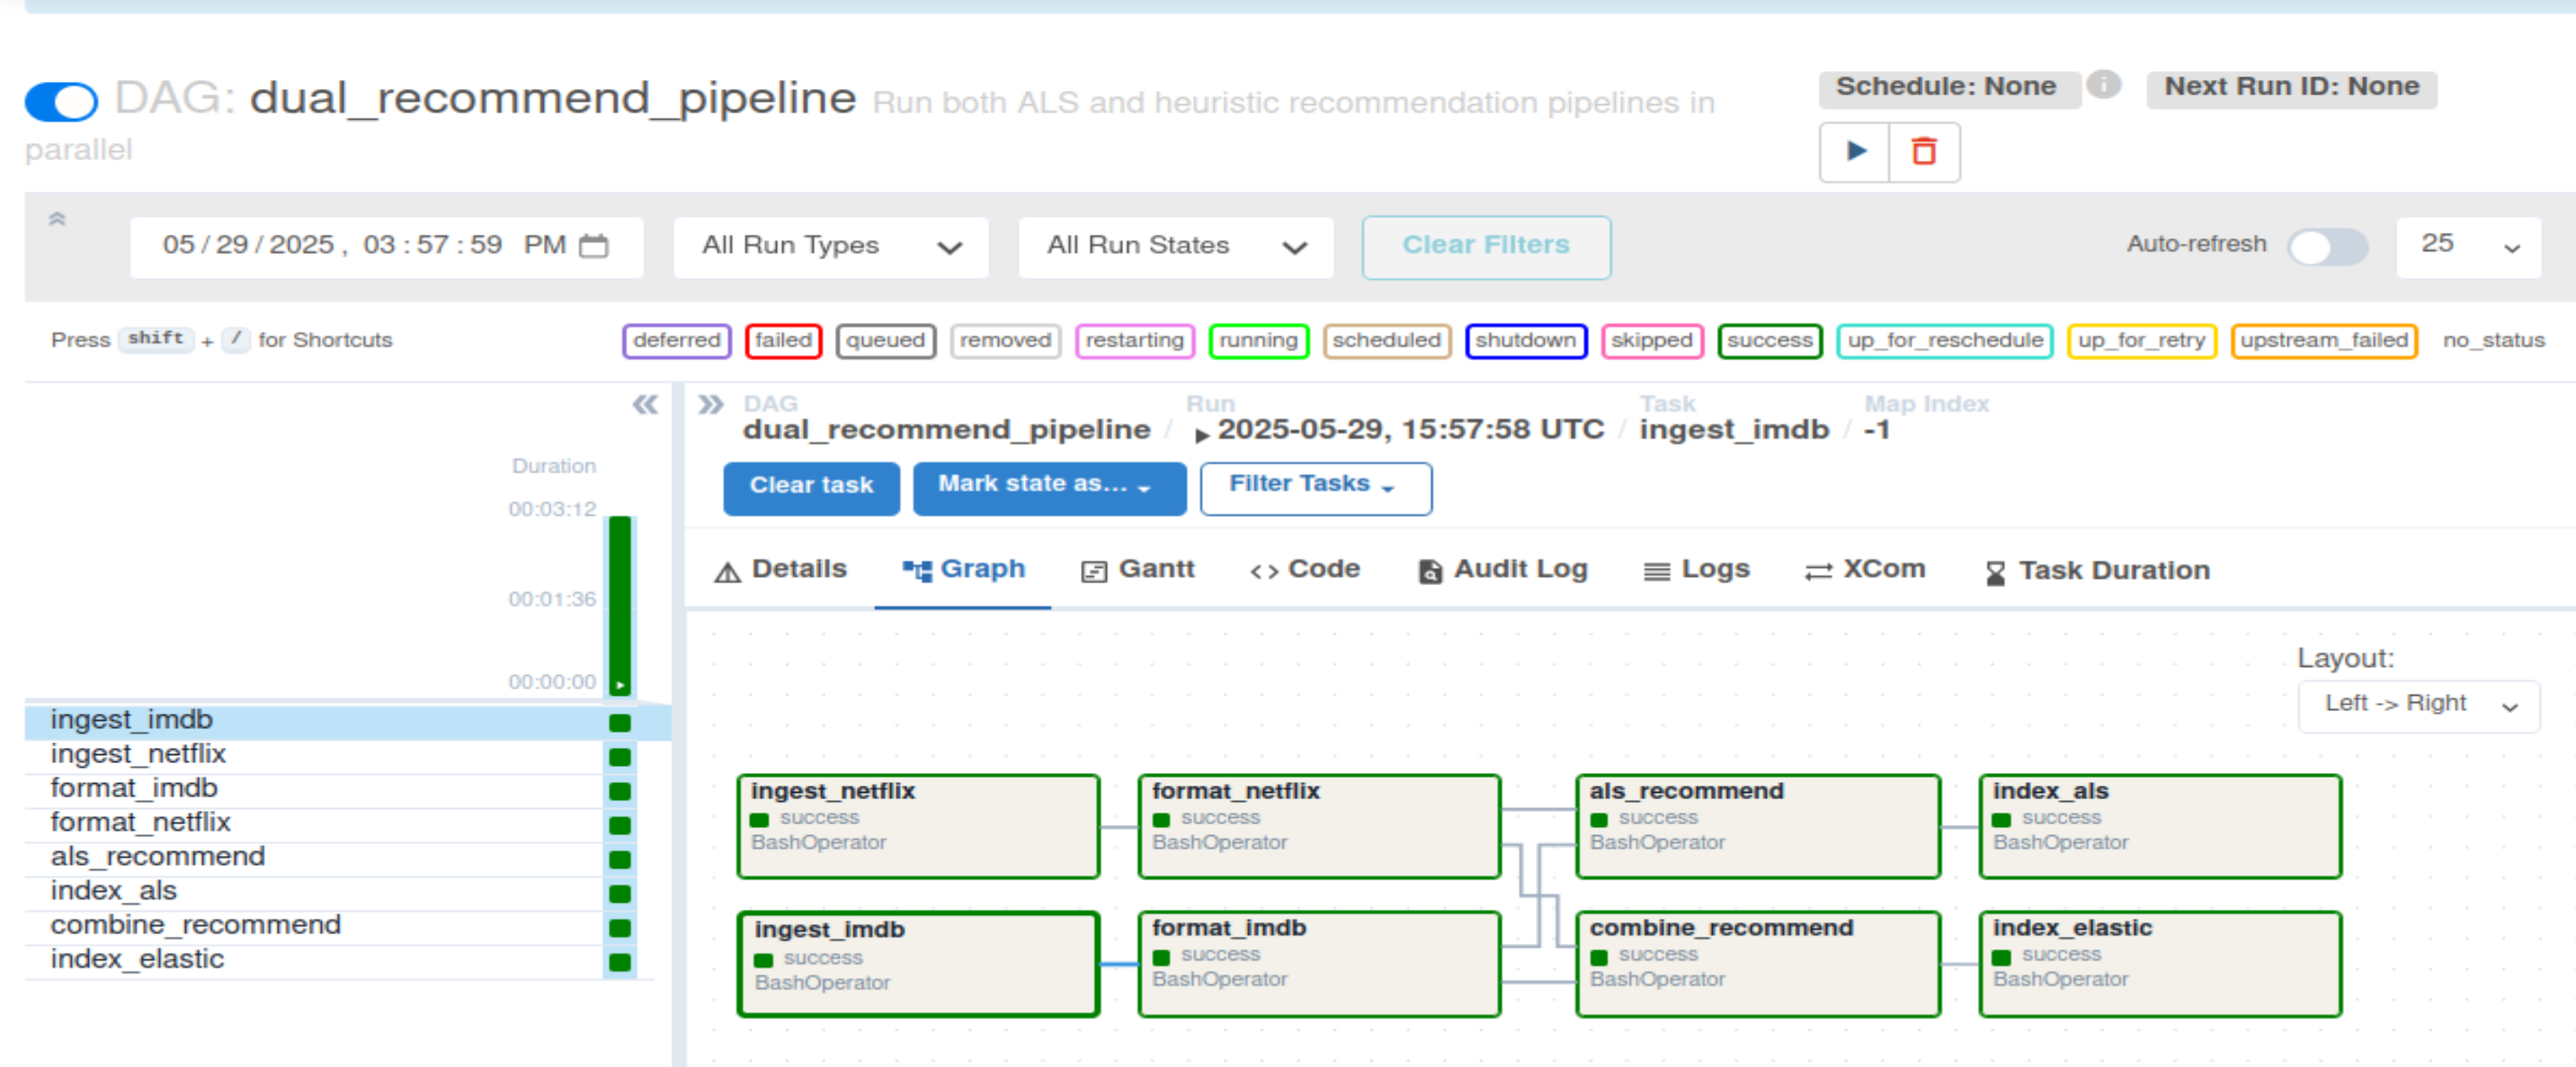 DAG: dual_recommend_pipeline Run both ALS and heuristic recommendation pipelines in
parallel
Schedule: None i Next Run ID: None
05 / 29 / 2025 , 03 : 57 : 59 PM
All Run Types
All Run States
Clear Filters
Auto-refresh
25
Press shift + / for Shortcuts
deferred failed queued removed restarting running scheduled shutdown skipped success up_for_reschedule up_for_retry upstream_failed no_status
Duration
00:03:12
00:01:36
00:00:00
ingest_imdb
ingest_netflix
format_imdb
format_netflix
als_recommend
index_als
combine_recommend
index_elastic
DAG Run Task Map Index
dual_recommend_pipeline / 2025-05-29, 15:57:58 UTC / ingest_imdb / -1
Clear task Mark state as... Filter Tasks
Details Graph Gantt <> Code Audit Log Logs XCom Task Duration
Layout:
Left -> Right
ingest_netflix
success
BashOperator
format_netflix
success
BashOperator
als_recommend
success
BashOperator
index_als
success
BashOperator
ingest_imdb
success
BashOperator
format_imdb
success
BashOperator
combine_recommend
success
BashOperator
index_elastic
success
BashOperator